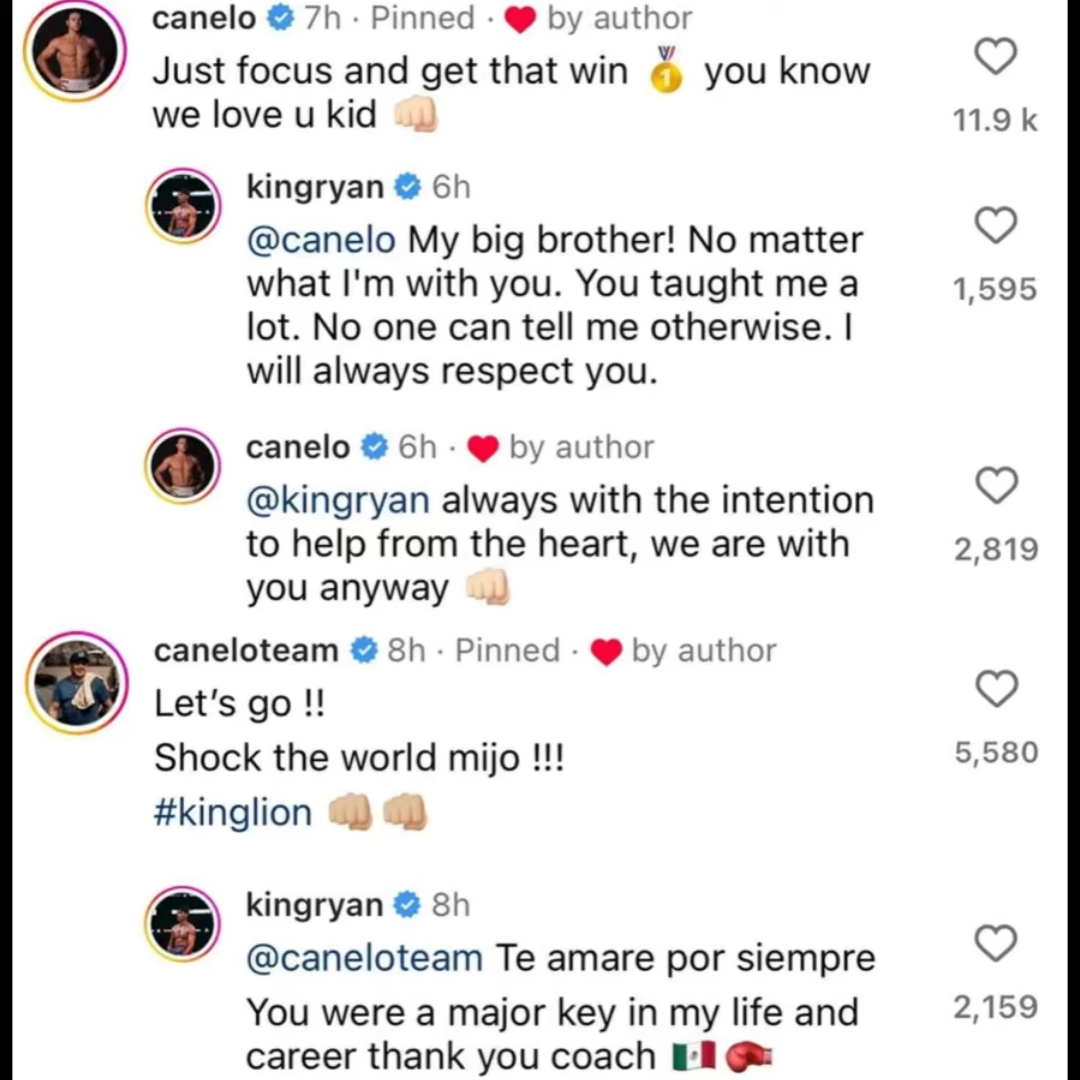 canelo 7h · Pinned · ❤️ by author
Just focus and get that win 🥇 you know
we love u kid 👊🏻
11.9 k
kingryan 6h
@canelo My big brother! No matter
what I'm with you. You taught me a
lot. No one can tell me otherwise. I
will always respect you.
1,595
canelo 6h · ❤️ by author
@kingryan always with the intention
to help from the heart, we are with
you anyway 👊🏻
2,819
caneloteam 8h · Pinned · ❤️ by author
Let's go !!
Shock the world mijo !!!
#kinglion 👊🏼👊🏼
5,580
kingryan 8h
@caneloteam Te amare por siempre
You were a major key in my life and
career thank you coach 🇲🇽🥊
2,159